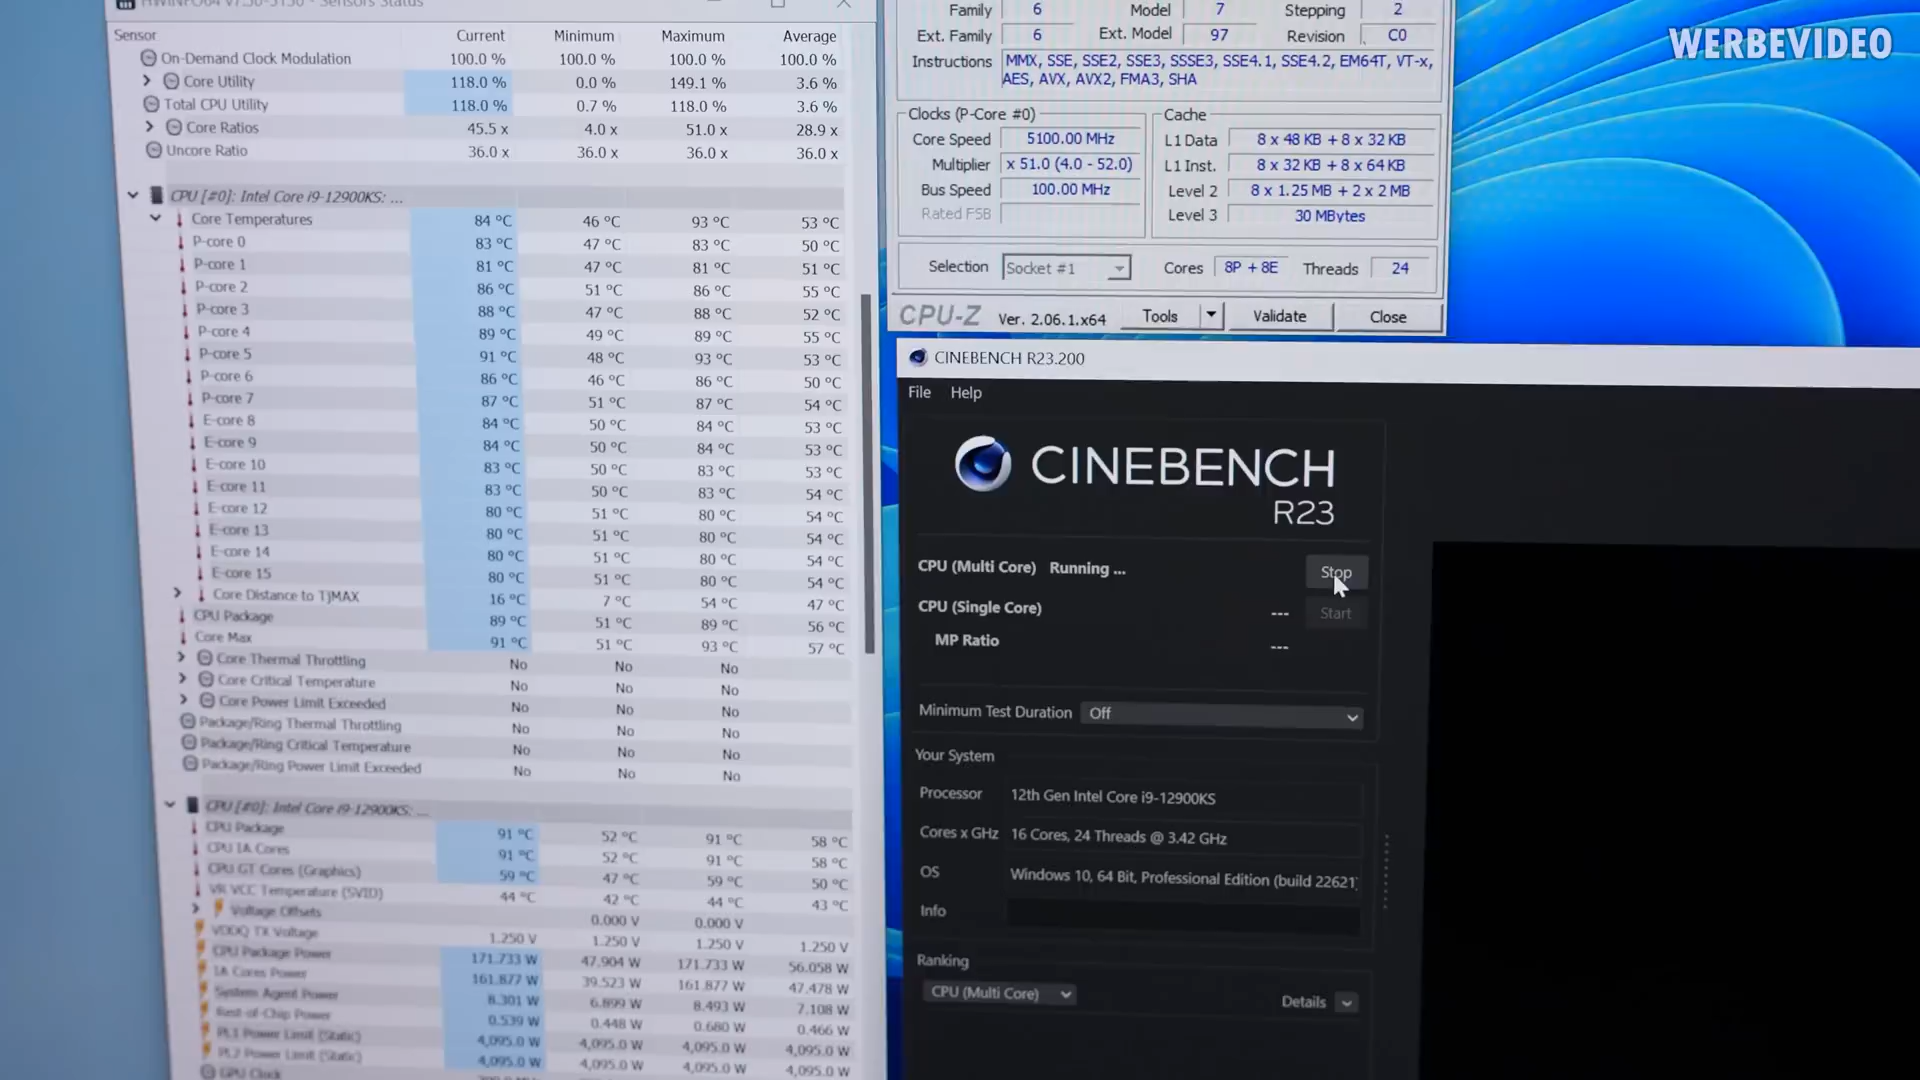 Sensors Status
Sensor Current Minimum Maximum Average
On-Demand Clock Modulation 100.0 % 100.0 % 100.0 % 100.0 %
Core Utility 118.0 % 0.0 % 149.1 % 3.6 %
Total CPU Utility 118.0 % 0.7 % 118.0 % 3.6 %
Core Ratios 45.5 x 4.0 x 51.0 x 28.9 x
Uncore Ratio 36.0 x 36.0 x 36.0 x 36.0 x
CPU [#0]: Intel Core i9-12900KS: ...
Core Temperatures 84 °C 46 °C 93 °C 53 °C
P-core 0 83 °C 47 °C 83 °C 50 °C
P-core 1 81 °C 47 °C 81 °C 51 °C
P-core 2 86 °C 51 °C 86 °C 55 °C
P-core 3 88 °C 47 °C 88 °C 52 °C
P-core 4 89 °C 49 °C 89 °C 55 °C
P-core 5 91 °C 48 °C 93 °C 53 °C
P-core 6 86 °C 46 °C 86 °C 50 °C
P-core 7 87 °C 51 °C 87 °C 54 °C
E-core 8 84 °C 50 °C 84 °C 53 °C
E-core 9 84 °C 50 °C 84 °C 53 °C
E-core 10 83 °C 50 °C 83 °C 53 °C
E-core 11 83 °C 50 °C 83 °C 54 °C
E-core 12 80 °C 51 °C 80 °C 54 °C
E-core 13 80 °C 51 °C 80 °C 54 °C
E-core 14 80 °C 51 °C 80 °C 54 °C
E-core 15 80 °C 51 °C 80 °C 54 °C
Core Distance to TjMAX 16 °C 7 °C 54 °C 47 °C
CPU Package 89 °C 51 °C 89 °C 56 °C
Core Max 91 °C 51 °C 93 °C 57 °C
Core Thermal Throttling No No No
Core Critical Temperature No No No
Core Power Limit Exceeded No No No
Package/Ring Thermal Throttling No No No
Package/Ring Critical Temperature No No No
Package/Ring Power Limit Exceeded No No No
CPU [#0]: Intel Core i9-12900KS: ...
CPU Package 91 °C 52 °C 91 °C 58 °C
CPU IA Cores 91 °C 52 °C 91 °C 58 °C
CPU GT Cores (Graphics) 59 °C 47 °C 59 °C 50 °C
VR VCC Temperature (SVID) 44 °C 42 °C 44 °C 43 °C
Voltage Offsets 0.000 V 0.000 V
VDDQ TX Voltage 1.250 V 1.250 V 1.250 V 1.250 V
CPU Package Power 171.733 W 47.904 W 171.733 W 56.058 W
IA Cores Power 161.877 W 39.523 W 161.877 W 47.478 W
System Agent Power 8.301 W 6.899 W 8.493 W 7.108 W
Rest-of-Chip Power 0.539 W 0.448 W 0.680 W 0.466 W
PL1 Power Limit (Static) 4,095.0 W 4,095.0 W 4,095.0 W 4,095.0 W
PL2 Power Limit (Static) 4,095.0 W 4,095.0 W 4,095.0 W 4,095.0 W
GPU Clock
Family 6 Model 7 Stepping 2
Ext. Family 6 Ext. Model 97 Revision C0
Instructions MMX, SSE, SSE2, SSE3, SSSE3, SSE4.1, SSE4.2, EM64T, VT-x,
AES, AVX, AVX2, FMA3, SHA
Clocks (P-Core #0) Cache
Core Speed 5100.00 MHz L1 Data 8 x 48 KB + 8 x 32 KB
Multiplier x 51.0 (4.0 - 52.0) L1 Inst. 8 x 32 KB + 8 x 64 KB
Bus Speed 100.00 MHz Level 2 8 x 1.25 MB + 2 x 2 MB
Rated FSB Level 3 30 MBytes
Selection Socket #1 Cores 8P + 8E Threads 24
CPU-Z Ver. 2.06.1.x64 Tools Validate Close
WERBEVIDEO
CINEBENCH R23.200
File Help
CINEBENCH
R23
CPU (Multi Core) Running ... Stop
CPU (Single Core) --- Start
MP Ratio ---
Minimum Test Duration Off
Your System
Processor 12th Gen Intel Core i9-12900KS
Cores x GHz 16 Cores, 24 Threads @ 3.42 GHz
OS Windows 10, 64 Bit, Professional Edition (build 22621)
Info
Ranking
CPU (Multi Core) Details